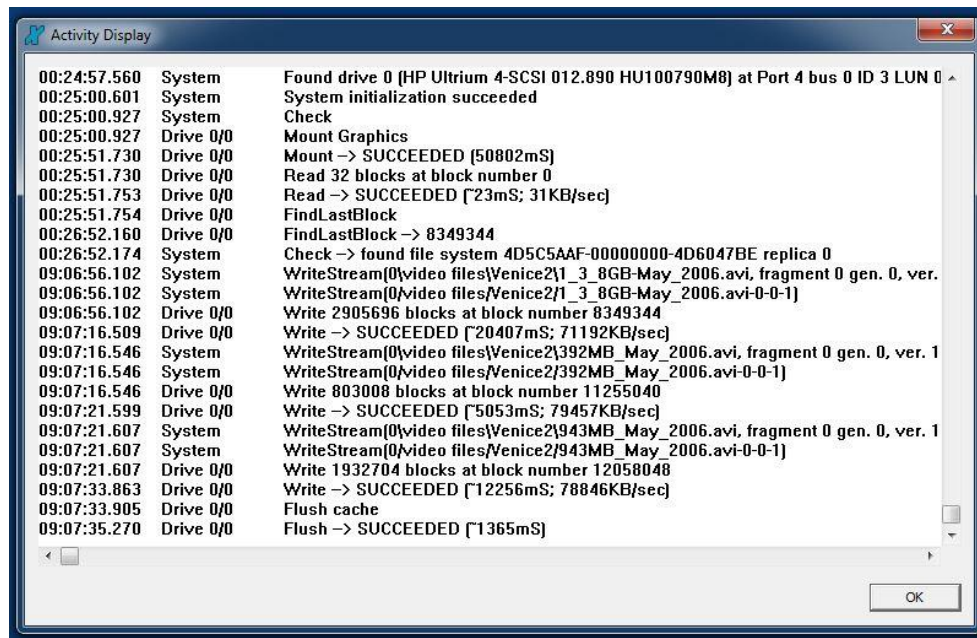 Activity Display
00:24:57.560 System Found drive 0 (HP Ultrium 4-SCSI 012.890 HU100790M8) at Port 4 bus 0 ID 3 LUN 0
00:25:00.601 System System initialization succeeded
00:25:00.927 System Check
00:25:00.927 Drive 0/0 Mount Graphics
00:25:51.730 Drive 0/0 Mount -> SUCCEEDED (50802mS)
00:25:51.730 Drive 0/0 Read 32 blocks at block number 0
00:25:51.753 Drive 0/0 Read -> SUCCEEDED (~23mS; 31KB/sec)
00:25:51.754 Drive 0/0 FindLastBlock
00:26:52.160 Drive 0/0 FindLastBlock -> 8349344
00:26:52.174 System Check -> found file system 4D5C5AAF-00000000-4D6047BE replica 0
09:06:56.102 System WriteStream(0\video files\Venice2\1_3_8GB-May_2006.avi, fragment 0 gen. 0, ver.
09:06:56.102 System WriteStream(0/video files/Venice2/1_3_8GB-May_2006.avi-0-0-1)
09:06:56.102 Drive 0/0 Write 2905696 blocks at block number 8349344
09:07:16.509 Drive 0/0 Write -> SUCCEEDED (~20407mS; 71192KB/sec)
09:07:16.546 System WriteStream(0\video files\Venice2\392MB_May_2006.avi, fragment 0 gen. 0, ver. 1
09:07:16.546 System WriteStream(0/video files/Venice2/392MB_May_2006.avi-0-0-1)
09:07:16.546 Drive 0/0 Write 803008 blocks at block number 11255040
09:07:21.599 Drive 0/0 Write -> SUCCEEDED (~5053mS; 79457KB/sec)
09:07:21.607 System WriteStream(0\video files\Venice2\943MB_May_2006.avi, fragment 0 gen. 0, ver. 1
09:07:21.607 System WriteStream(0/video files/Venice2/943MB_May_2006.avi-0-0-1)
09:07:21.607 Drive 0/0 Write 1932704 blocks at block number 12058048
09:07:33.863 Drive 0/0 Write -> SUCCEEDED (~12256mS; 78846KB/sec)
09:07:33.905 Drive 0/0 Flush cache
09:07:35.270 Drive 0/0 Flush -> SUCCEEDED (~1365mS)
OK